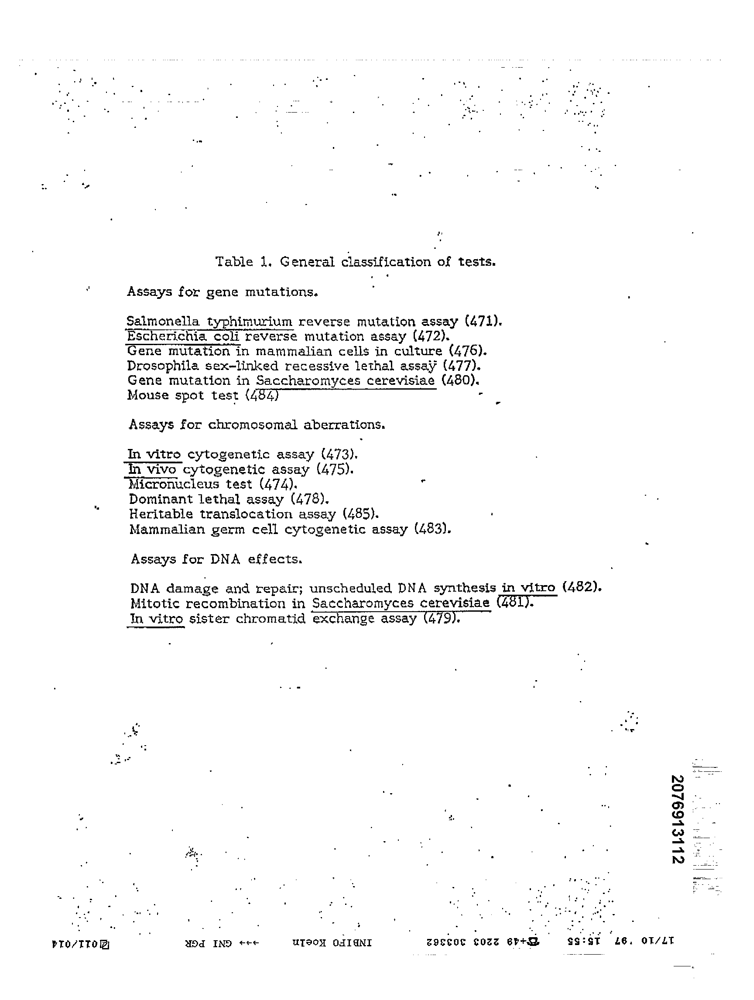 Table 1. General classification of tests.
Assays for gene mutations.
Salmonella typhimurium reverse mutation assay (471).
Escherichia coli reverse mutation assay (472).
Gene mutation in mammalian cells in culture (476).
Drosophila sex-linked recessive lethal assay (477).
Gene mutation in Saccharomyces cerevisiae (480).
Mouse spot test (484)
Assays for chromosomal aberrations.
In vitro cytogenetic assay (473).
In vivo cytogenetic assay (475).
Micronucleus test (474).
Dominant lethal assay (478).
Heritable translocation assay (485).
Mammalian germ cell cytogenetic assay (483).
Assays for DNA effects.
DNA damage and repair; unscheduled DNA synthesis in vitro (482).
Mitotic recombination in Saccharomyces cerevisiae (481).
In vitro sister chromatid exchange assay (479).
2076913112
17/10/'97 15:55 ☎+49 2203 303362 INBIFO Koeln →→→ GNI PGR 011/014